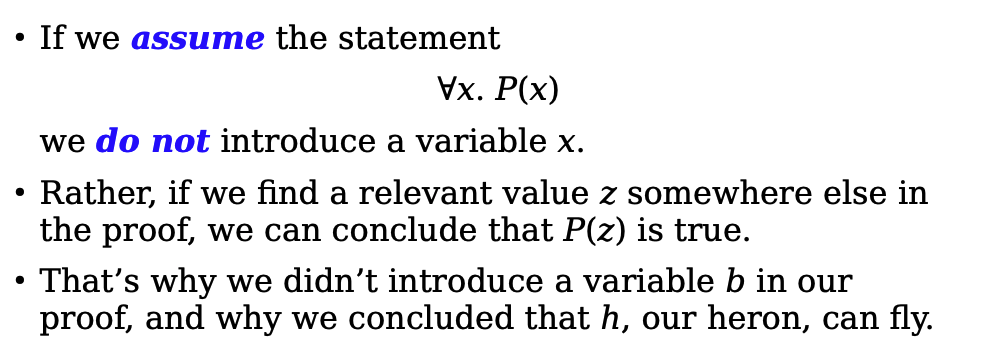 • If we assume the statement
∀x. P(x)
we do not introduce a variable x.
• Rather, if we find a relevant value z somewhere else in
the proof, we can conclude that P(z) is true.
• That’s why we didn’t introduce a variable b in our
proof, and why we concluded that h, our heron, can fly.